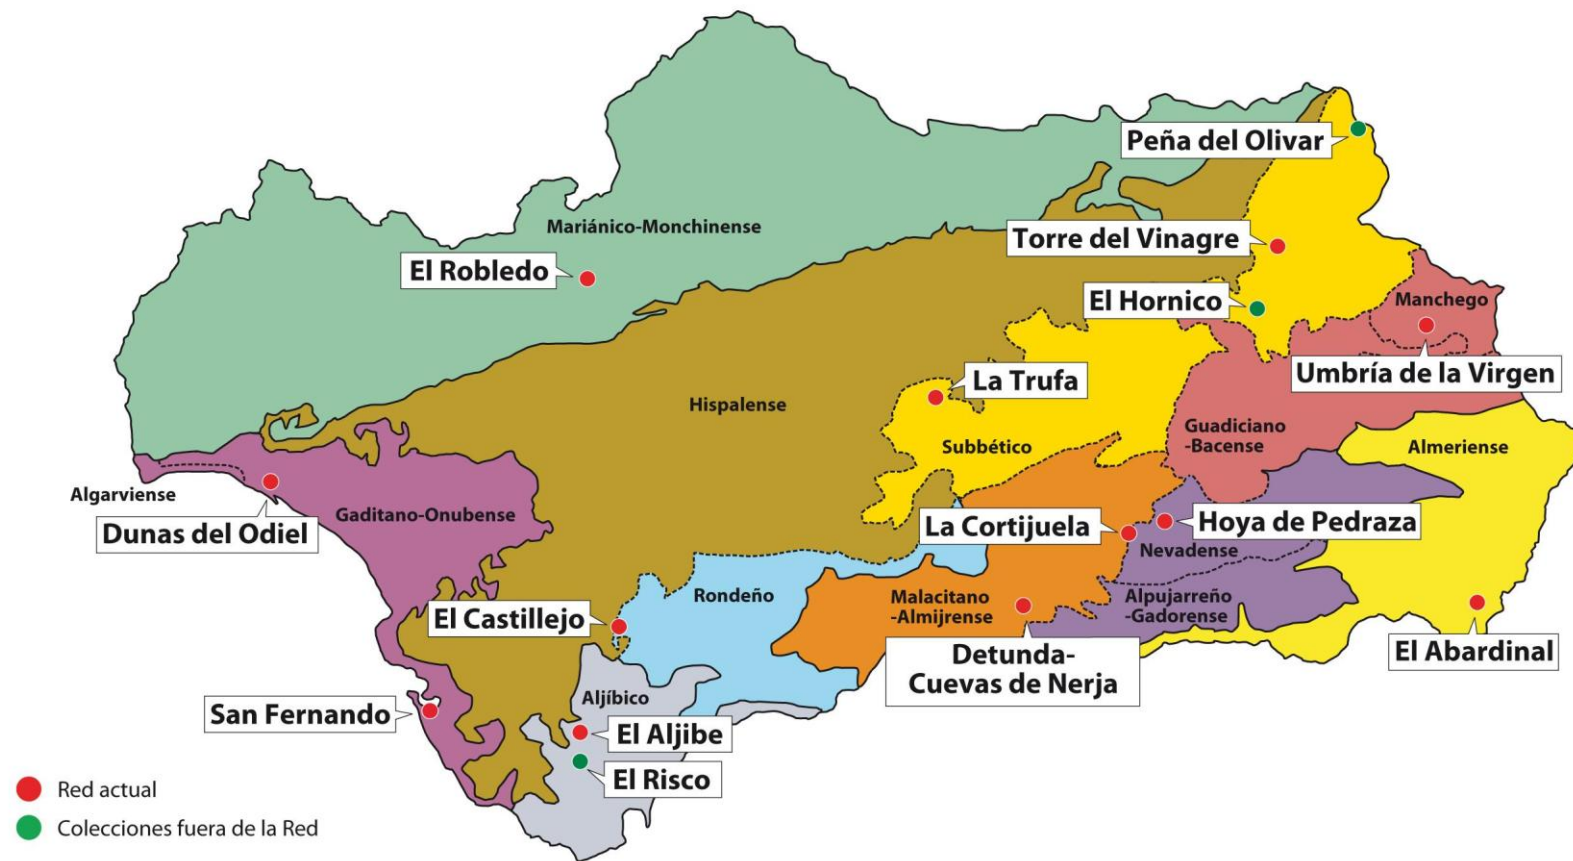 Peña del Olivar
Mariánico-Monchinense
Torre del Vinagre
El Robledo
El Hornico
Manchego
Umbría de la Virgen
La Trufa
Hispalense
Guadiciano
-Bacense
Subbético
Almeriense
Algarviense
Gaditano-Onubense
Dunas del Odiel
La Cortijuela
Hoya de Pedraza
Nevadense
Rondeño
Malacitano
-Almijrense
Alpujarreño
-Gadorense
El Castillejo
Detunda-
Cuevas de Nerja
El Abardinal
Aljíbico
San Fernando
El Aljibe
El Risco
Red actual
Colecciones fuera de la Red